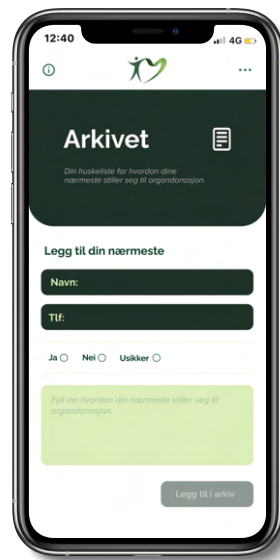 12:40
4G
Arkivet
Din huskeliste for hvordan dine
nærmeste stiller seg til organdonasjon.
Legg til din nærmeste
Navn:
Tlf:
Ja Nei Usikker
Fyll inn hvordan din nærmeste stiller seg til
organdonasjon.
Legg til i arkiv